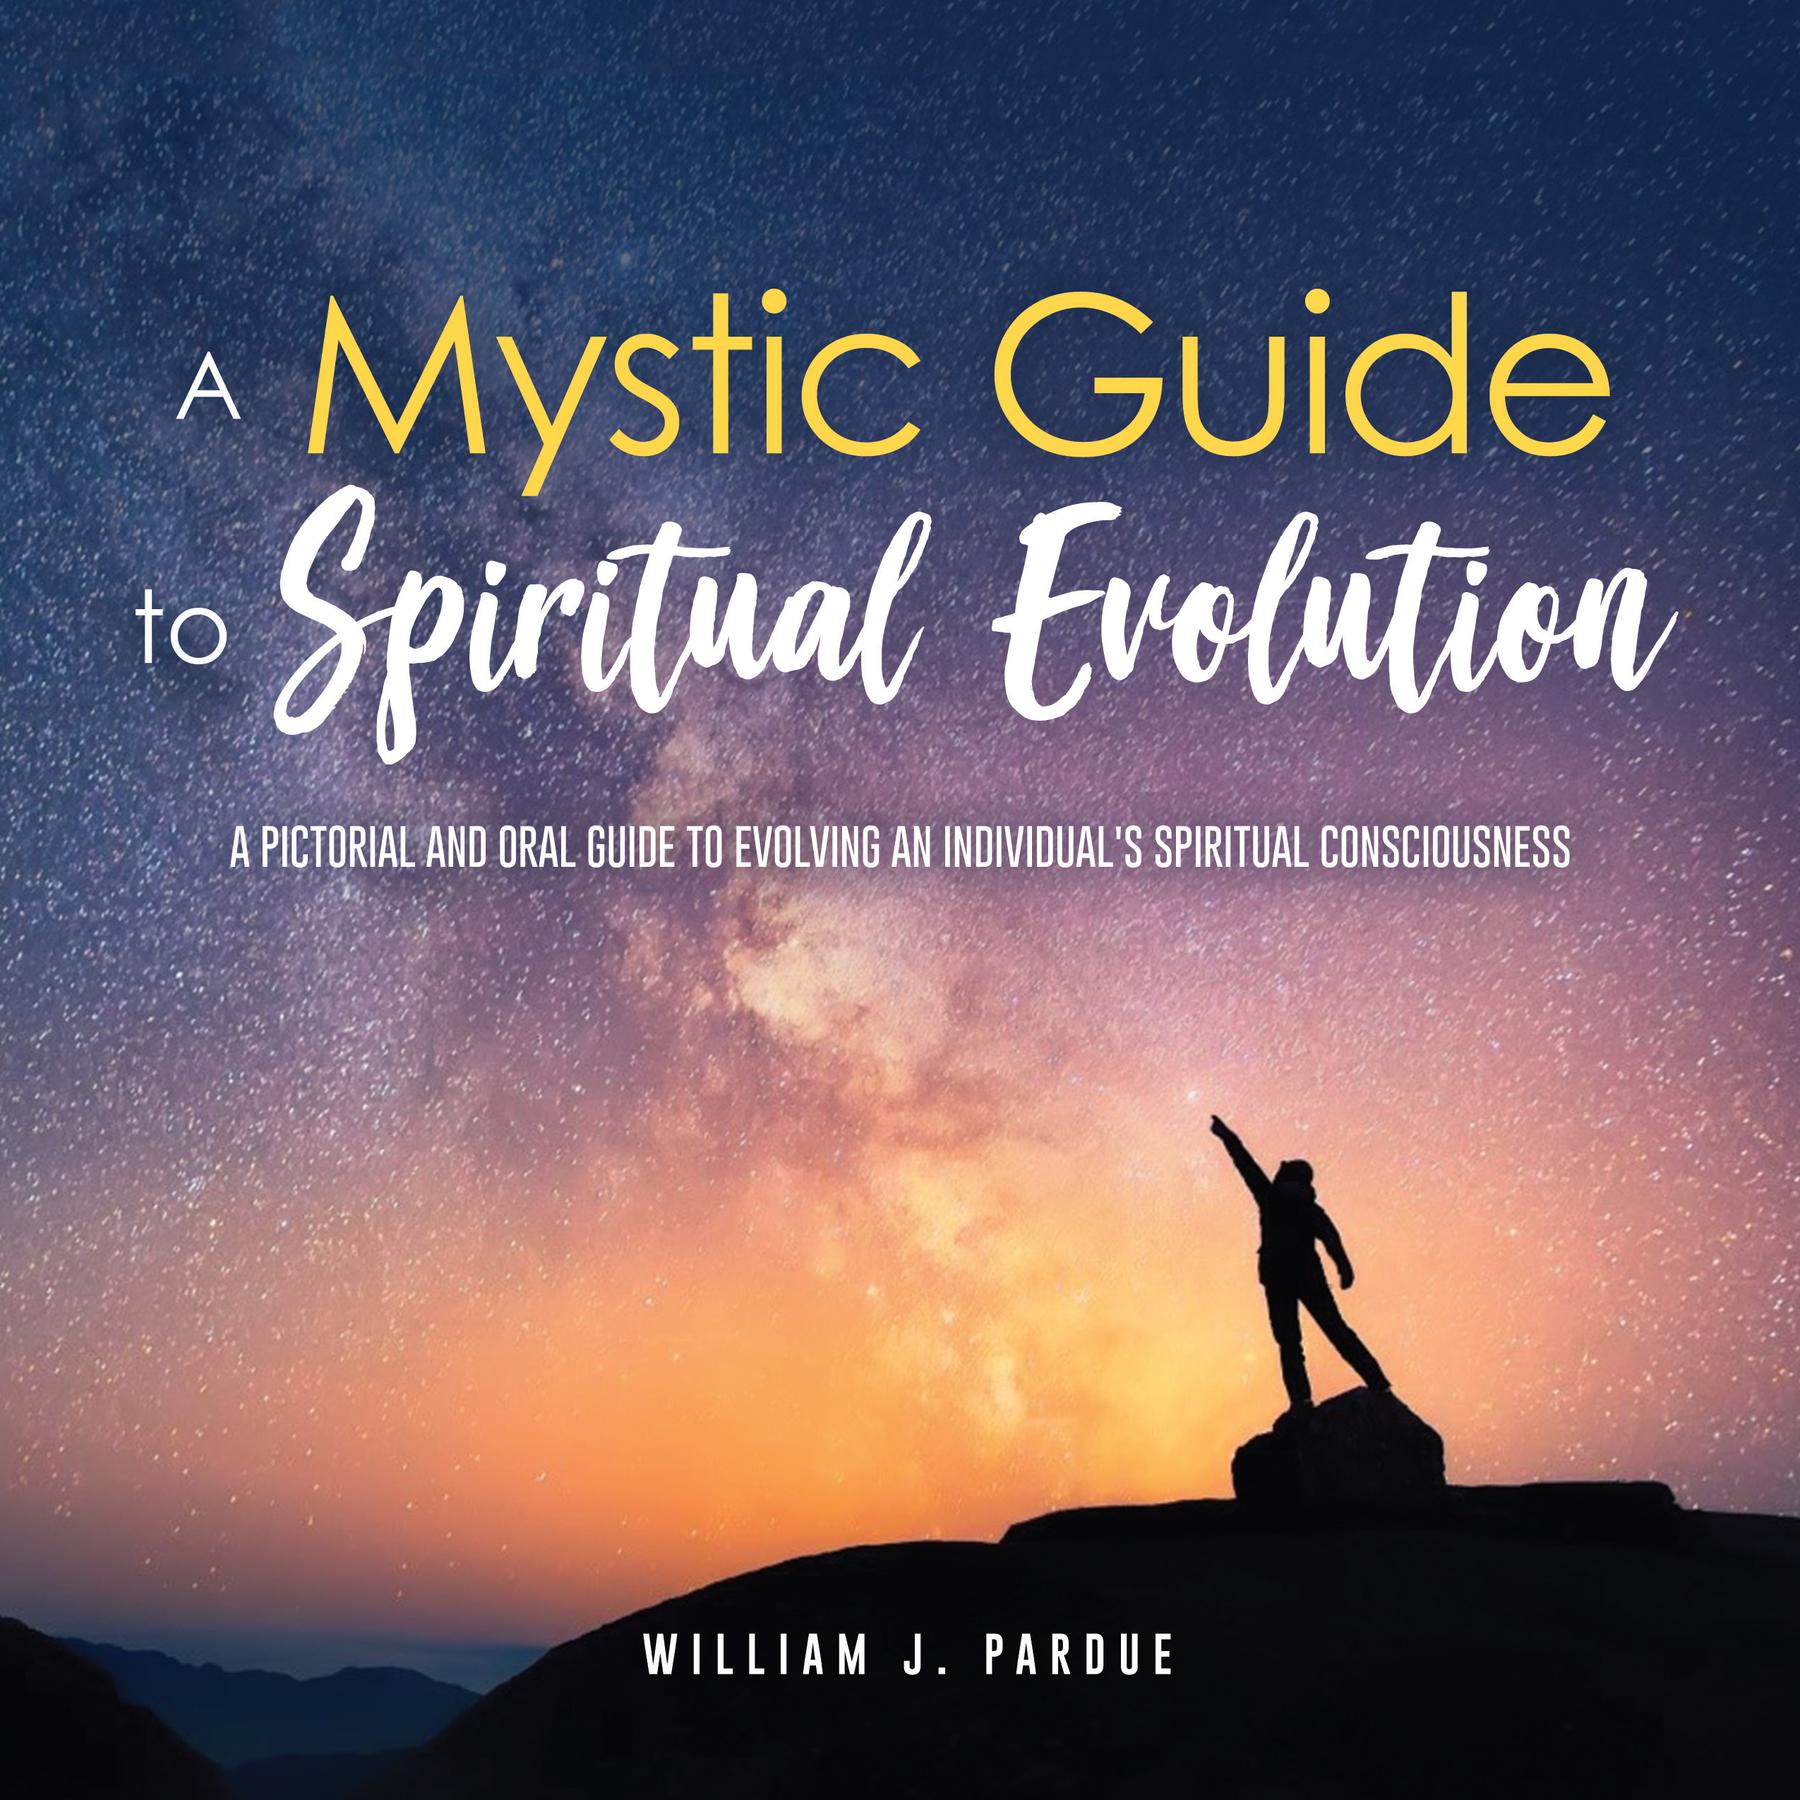 A Mystic Guide
to Spiritual Evolution
A PICTORIAL AND ORAL GUIDE TO EVOLVING AN INDIVIDUAL'S SPIRITUAL CONSCIOUSNESS
WILLIAM J. PARDUE